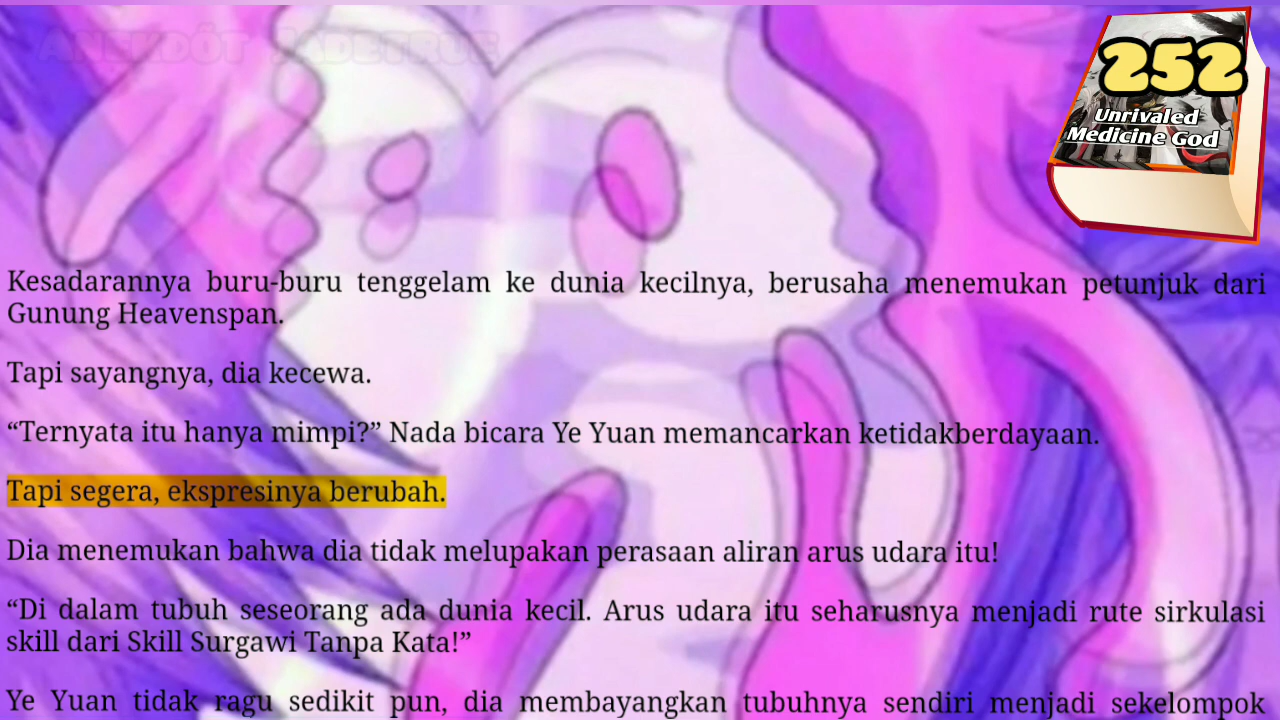 ANEKDOT JADETRUE
252
Unrivaled
Medicine God
Kesadarannya buru-buru tenggelam ke dunia kecilnya, berusaha menemukan petunjuk dari
Gunung Heavenspan.
Tapi sayangnya, dia kecewa.
“Ternyata itu hanya mimpi?” Nada bicara Ye Yuan memancarkan ketidakberdayaan.
Tapi segera, ekspresinya berubah.
Dia menemukan bahwa dia tidak melupakan perasaan aliran arus udara itu!
“Di dalam tubuh seseorang ada dunia kecil. Arus udara itu seharusnya menjadi rute sirkulasi
skill dari Skill Surgawi Tanpa Kata!”
Ye Yuan tidak ragu sedikit pun, dia membayangkan tubuhnya sendiri menjadi sekelompok